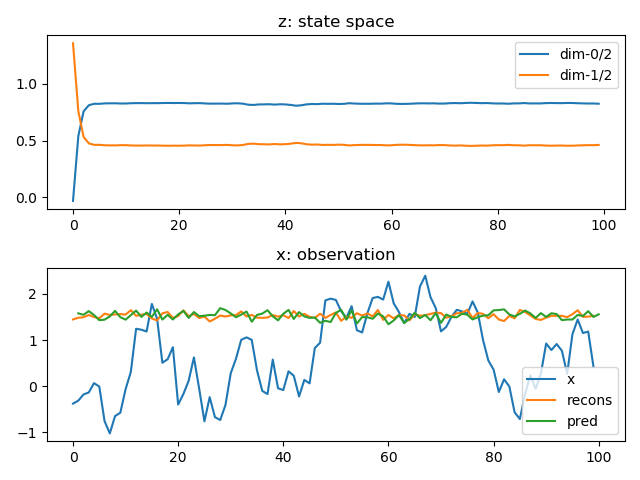 z: state space
1.0
0.5
0.0
dim-0/2
dim-1/2
0 20 40 60 80 100
x: observation
2
1
0
−1
x
recons
pred
0 20 40 60 80 100